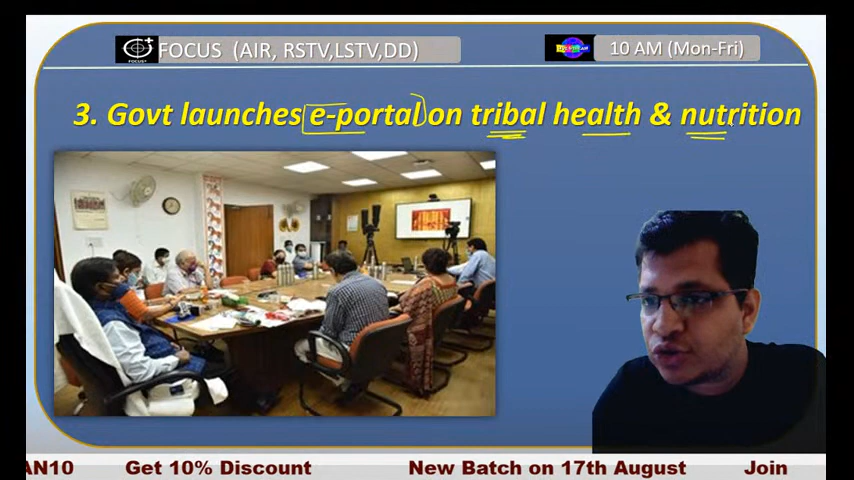 FOCUS (AIR, RSTV,LSTV,DD)
10 AM (Mon-Fri)
3. Govt launches e-portal on tribal health & nutrition
AN10 Get 10% Discount New Batch on 17th August Join